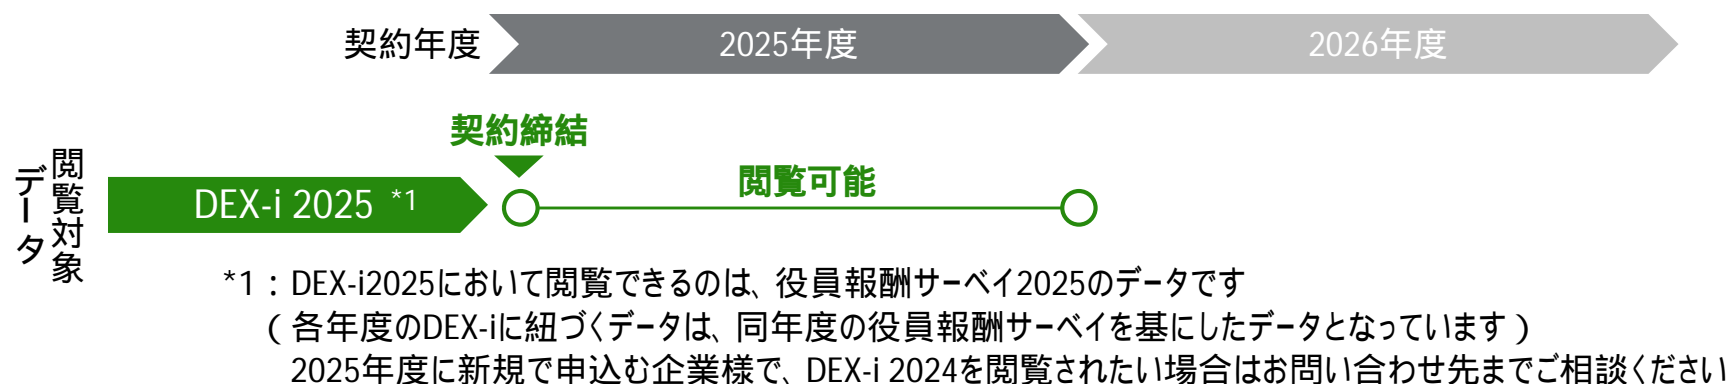 契約年度
2025年度
2026年度
契約締結
閲覧対象
データ
DEX-i 2025 *1
閲覧可能
*1：DEX-i2025において閲覧できるのは、役員報酬サーベイ2025のデータです
（各年度のDEX-iに紐づくデータは、同年度の役員報酬サーベイを基にしたデータとなっています）
2025年度に新規で申込む企業様で、DEX-i 2024を閲覧されたい場合はお問い合わせ先までご相談ください